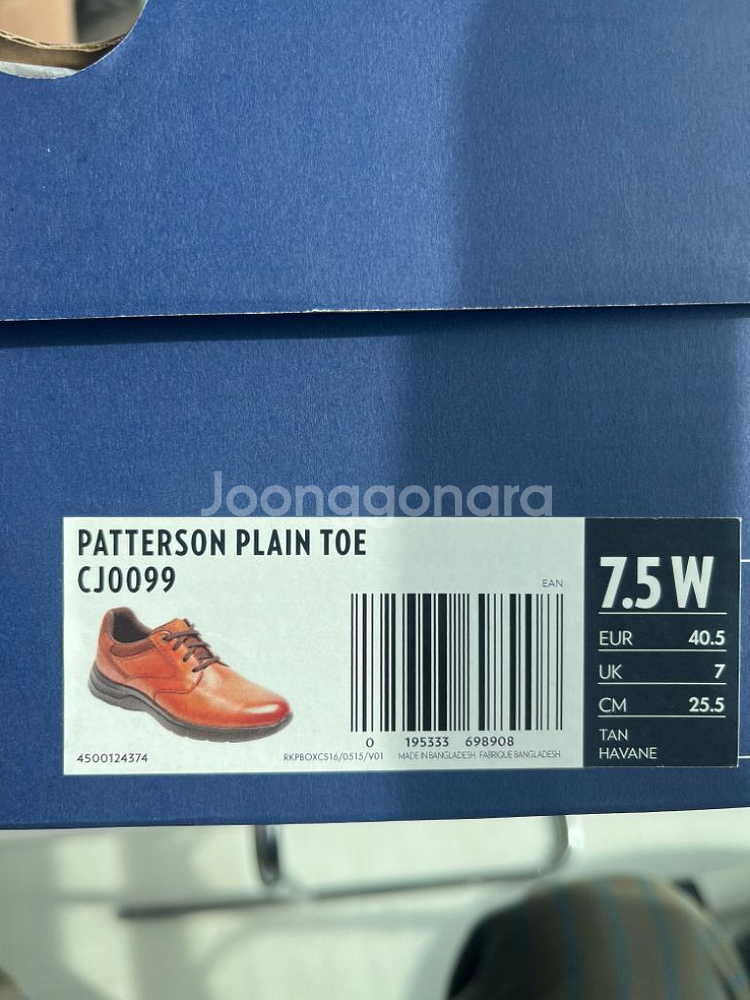 Joonggonara
PATTERSON PLAIN TOE
CJ0099
EAN
0 195333 698908
4500124374
RKPBOXCS16/0515/V01
MADE IN BANGLADESH FABRIQUE BANGLADESH
7.5 W
EUR 40.5
UK 7
CM 25.5
TAN
HAVANE